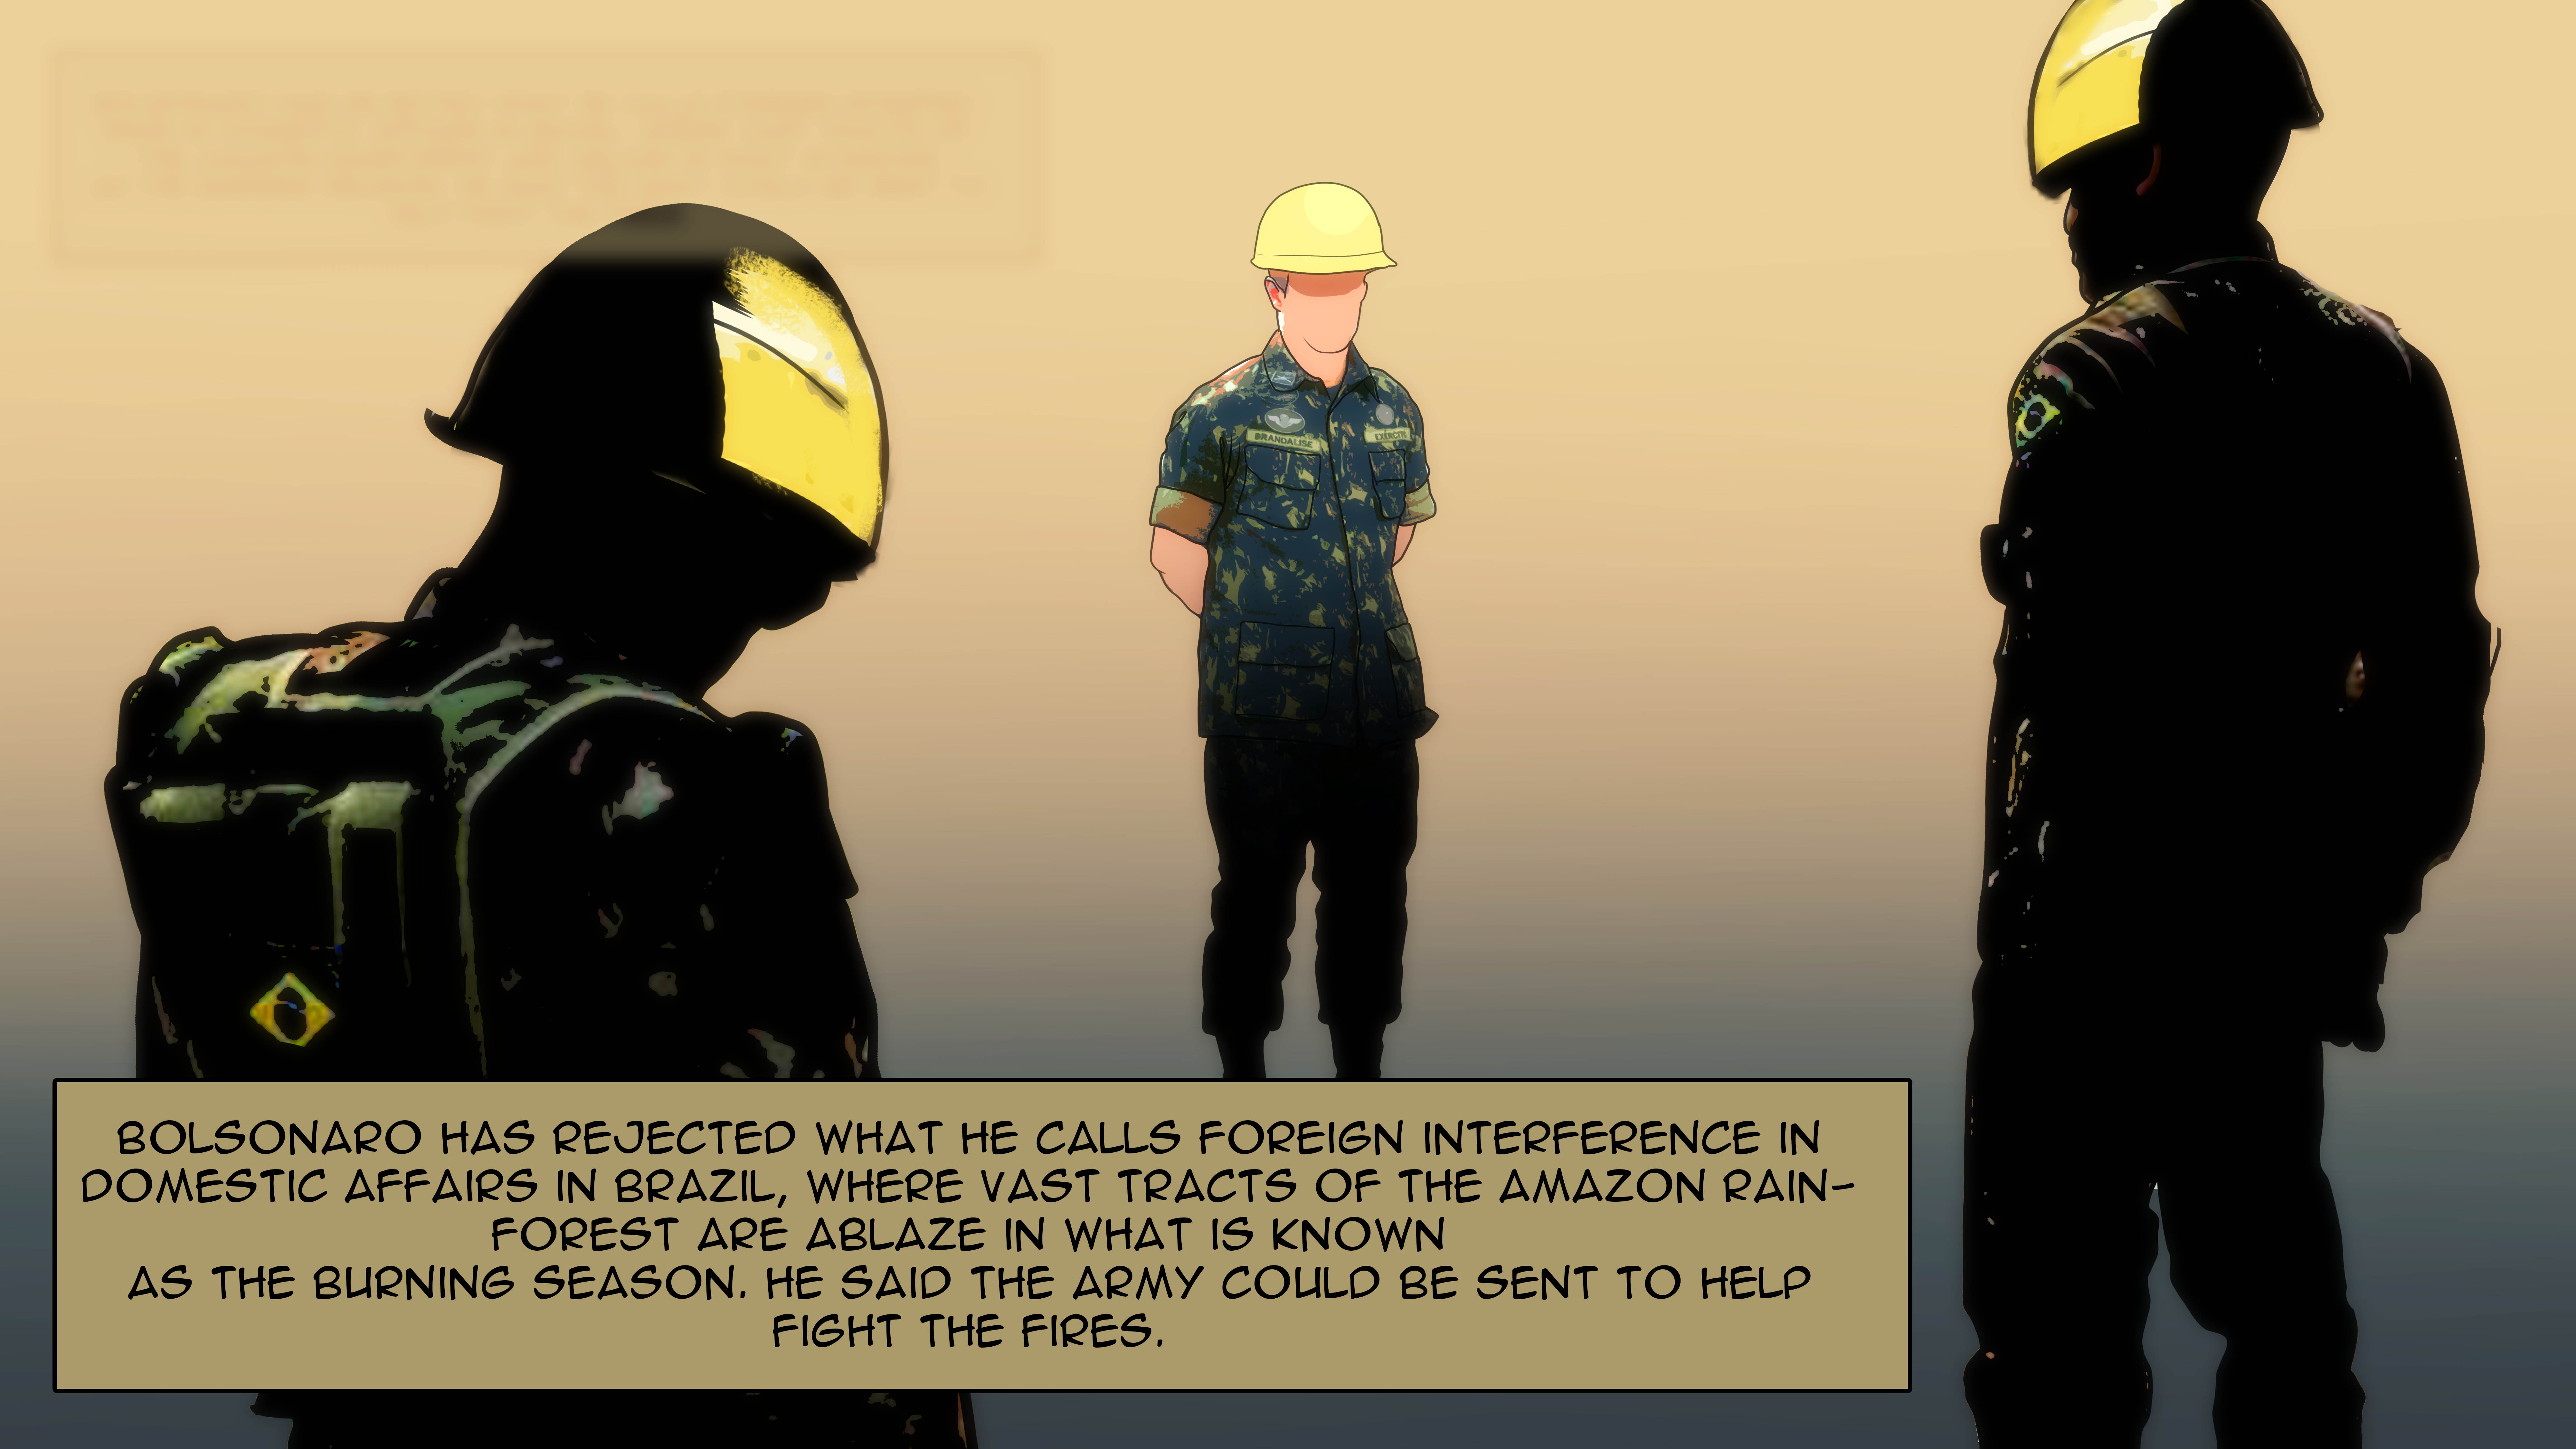 BRANDALISE
EXÉRCITO
BOLSONARO HAS REJECTED WHAT HE CALLS FOREIGN INTERFERENCE IN
DOMESTIC AFFAIRS IN BRAZIL, WHERE VAST TRACTS OF THE AMAZON RAIN-
FOREST ARE ABLAZE IN WHAT IS KNOWN
AS THE BURNING SEASON. HE SAID THE ARMY COULD BE SENT TO HELP
FIGHT THE FIRES.